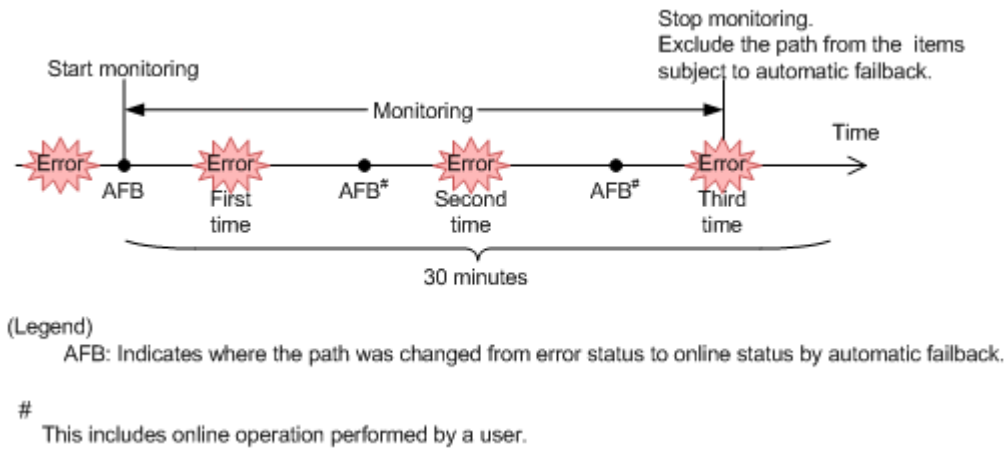 Stop monitoring.
Exclude the path from the items
subject to automatic failback.
Start monitoring
Monitoring
Time
Error
Error
Error
Error
AFB
First
time
AFB#
Second
time
AFB#
Third
time
30 minutes
(Legend)
AFB: Indicates where the path was changed from error status to online status by automatic failback.
#
This includes online operation performed by a user.